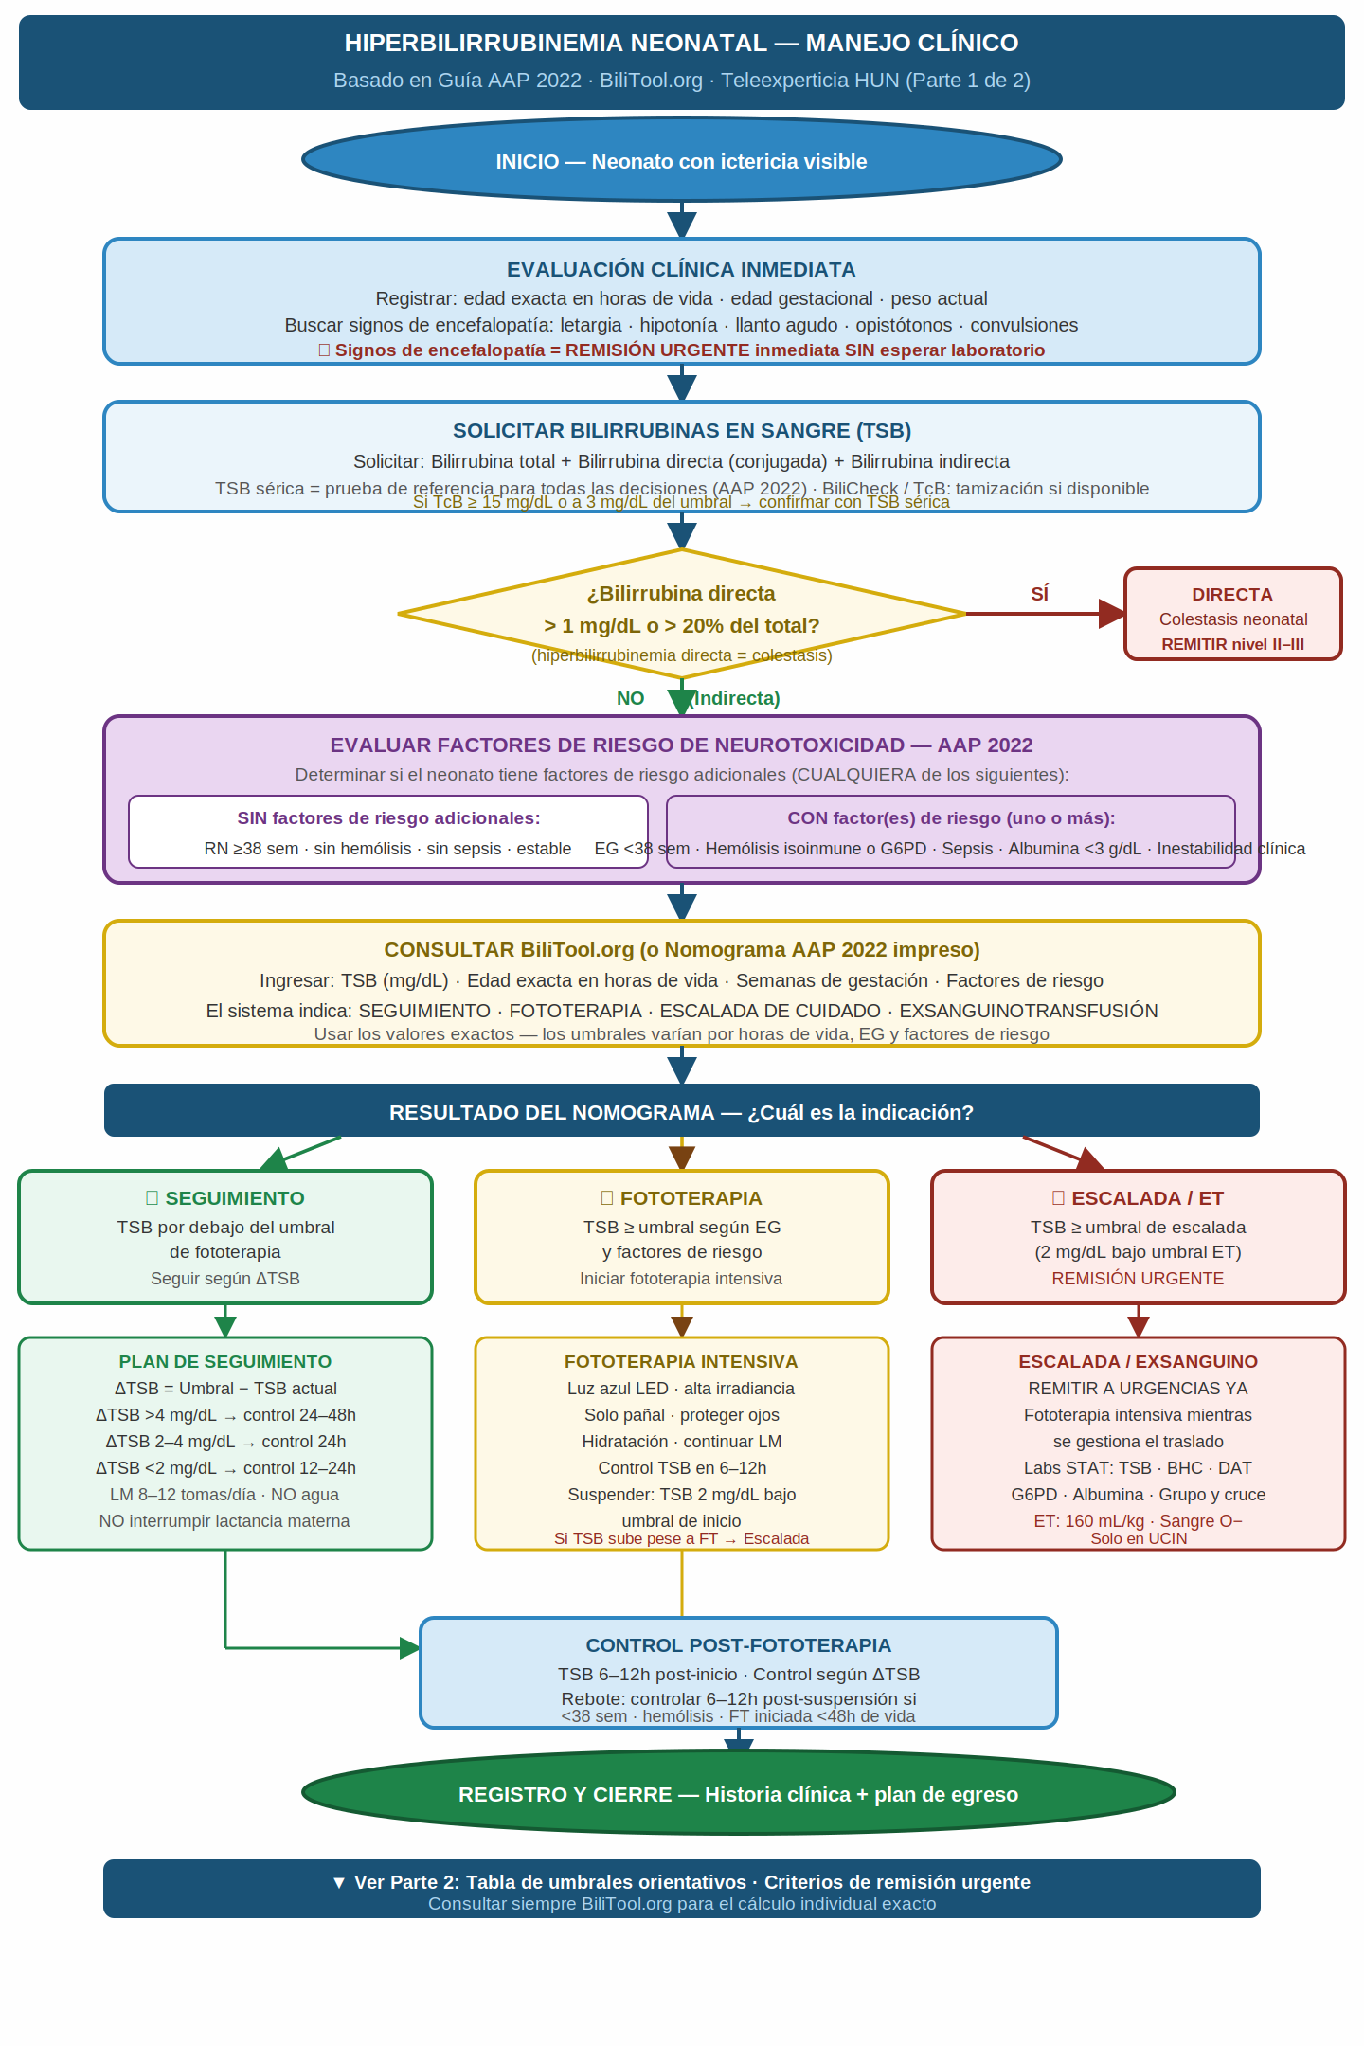 HIPERBILIRRUBINEMIA NEONATAL — MANEJO CLÍNICO
Basado en Guía AAP 2022 · BiliTool.org · Teleexperticia HUN (Parte 1 de 2)
INICIO — Neonato con ictericia visible
EVALUACIÓN CLÍNICA INMEDIATA
Registrar: edad exacta en horas de vida · edad gestacional · peso actual
Buscar signos de encefalopatía: letargia · hipotonía · llanto agudo · opistótonos · convulsiones
Signos de encefalopatía = REMISIÓN URGENTE inmediata SIN esperar laboratorio
SOLICITAR BILIRRUBINAS EN SANGRE (TSB)
Solicitar: Bilirrubina total + Bilirrubina directa (conjugada) + Bilirrubina indirecta
TSB sérica = prueba de referencia para todas las decisiones (AAP 2022) · BiliCheck / TcB: tamización si disponible
Si TcB ≥ 15 mg/dL o a 3 mg/dL del umbral → confirmar con TSB sérica
¿Bilirrubina directa
> 1 mg/dL o > 20% del total?
(hiperbilirrubinemia directa = colestasis)
SÍ
DIRECTA
Colestasis neonatal
REMITIR nivel II–III
NO (Indirecta)
EVALUAR FACTORES DE RIESGO DE NEUROTOXICIDAD — AAP 2022
Determinar si el neonato tiene factores de riesgo adicionales (CUALQUIERA de los siguientes):
SIN factores de riesgo adicionales:
RN ≥38 sem · sin hemólisis · sin sepsis · estable
CON factor(es) de riesgo (uno o más):
EG <38 sem · Hemólisis isoinmune o G6PD · Sepsis · Albumina <3 g/dL · Inestabilidad clínica
CONSULTAR BiliTool.org (o Nomograma AAP 2022 impreso)
Ingresar: TSB (mg/dL) · Edad exacta en horas de vida · Semanas de gestación · Factores de riesgo
El sistema indica: SEGUIMIENTO · FOTOTERAPIA · ESCALADA DE CUIDADO · EXSANGUINOTRANSFUSIÓN
Usar los valores exactos — los umbrales varían por horas de vida, EG y factores de riesgo
RESULTADO DEL NOMOGRAMA — ¿Cuál es la indicación?
SEGUIMIENTO
TSB por debajo del umbral
de fototerapia
Seguir según ΔTSB
FOTOTERAPIA
TSB ≥ umbral según EG
y factores de riesgo
Iniciar fototerapia intensiva
ESCALADA / ET
TSB ≥ umbral de escalada
(2 mg/dL bajo umbral ET)
REMISIÓN URGENTE
PLAN DE SEGUIMIENTO
ΔTSB = Umbral − TSB actual
ΔTSB >4 mg/dL → control 24–48h
ΔTSB 2–4 mg/dL → control 24h
ΔTSB <2 mg/dL → control 12–24h
LM 8–12 tomas/día · NO agua
NO interrumpir lactancia materna
FOTOTERAPIA INTENSIVA
Luz azul LED · alta irradiancia
Solo pañal · proteger ojos
Hidratación · continuar LM
Control TSB en 6–12h
Suspender: TSB 2 mg/dL bajo
umbral de inicio
Si TSB sube pese a FT → Escalada
ESCALADA / EXSANGUINO
REMITIR A URGENCIAS YA
Fototerapia intensiva mientras
se gestiona el traslado
Labs STAT: TSB · BHC · DAT
G6PD · Albumina · Grupo y cruce
ET: 160 mL/kg · Sangre O−
Solo en UCIN
CONTROL POST-FOTOTERAPIA
TSB 6–12h post-inicio · Control según ΔTSB
Rebote: controlar 6–12h post-suspensión si
<38 sem · hemólisis · FT iniciada <48h de vida
REGISTRO Y CIERRE — Historia clínica + plan de egreso
▼ Ver Parte 2: Tabla de umbrales orientativos · Criterios de remisión urgente
Consultar siempre BiliTool.org para el cálculo individual exacto